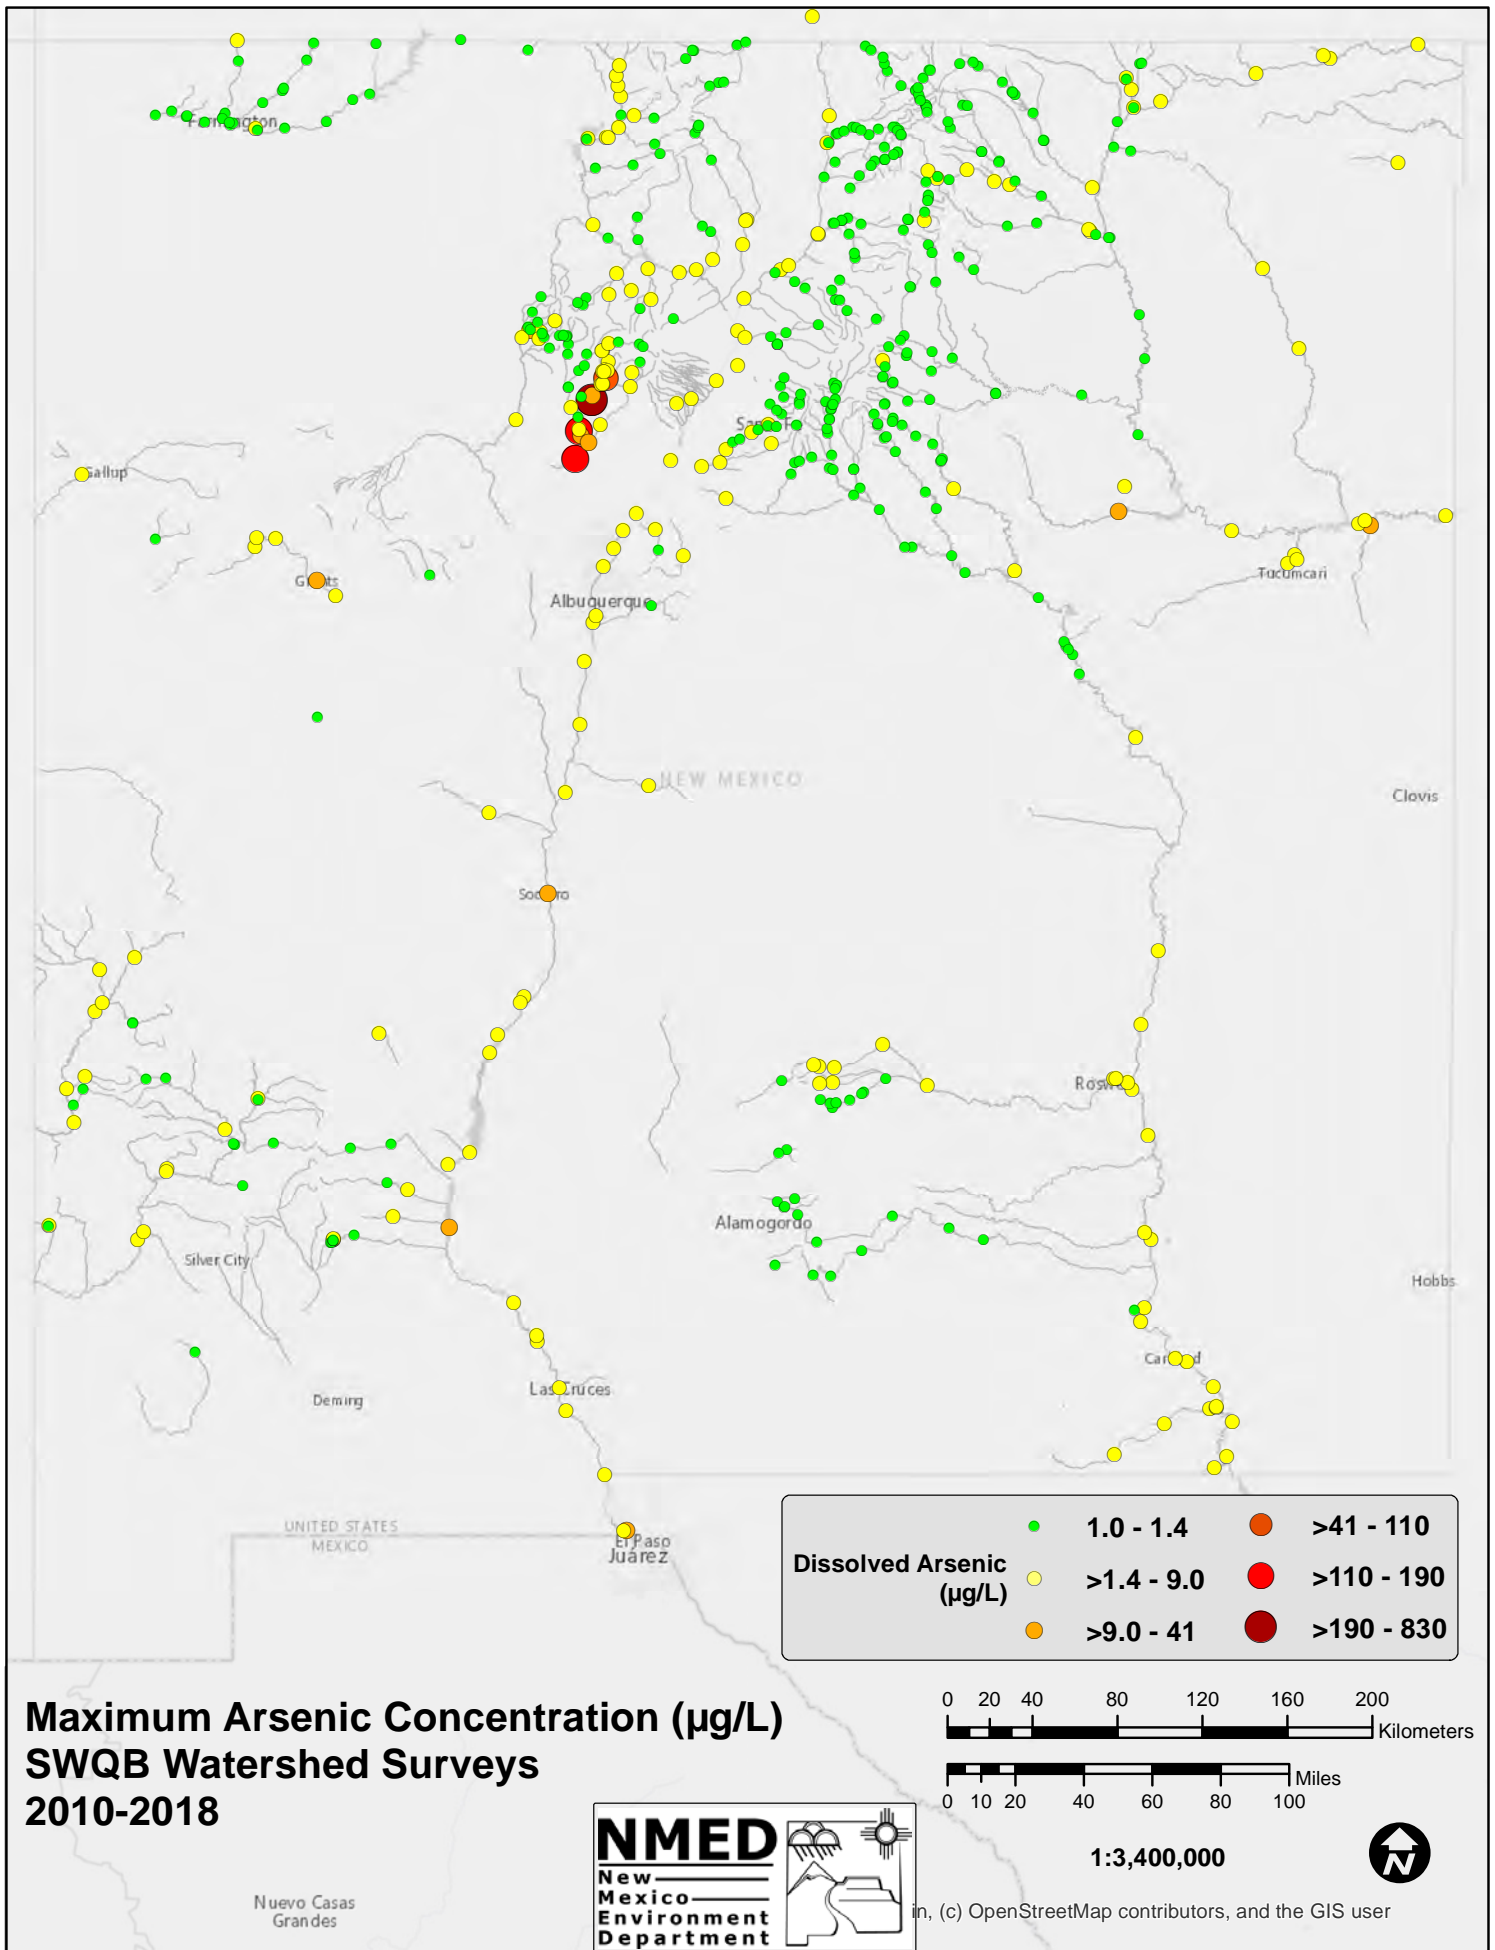 Farmington
Santa Fe
Gallup
Grants
Tucumcari
Albuquerque
NEW MEXICO
Clovis
Socorro
Roswell
Alamogordo
Silver City
Hobbs
Carlsbad
Las Cruces
Deming
UNITED STATES
MEXICO
El Paso
Juárez
Dissolved Arsenic
(µg/L)
1.0 - 1.4
>1.4 - 9.0
>9.0 - 41
>41 - 110
>110 - 190
>190 - 830
Maximum Arsenic Concentration (µg/L)
SWQB Watershed Surveys
2010-2018
0 20 40 80 120 160 200
Kilometers
Miles
0 10 20 40 60 80 100
1:3,400,000
N
NMED
New
Mexico
Environment
Department
Nuevo Casas
Grandes
in, (c) OpenStreetMap contributors, and the GIS user